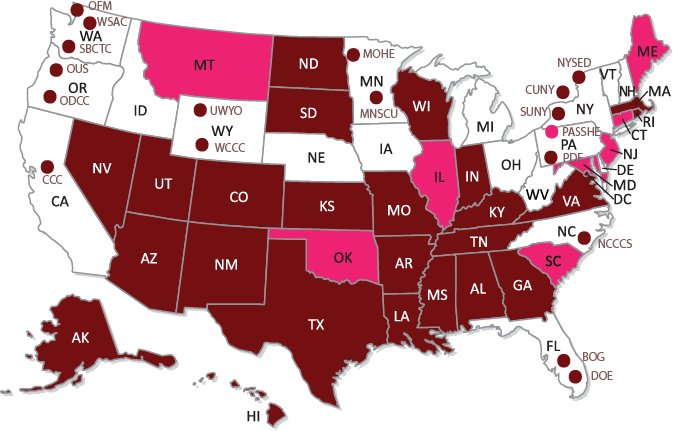 OFM
WSAC
WA
SBCTC
OUS
OR
ODCC
MT
ID
ND
MOHE
MN
MNSCU
SD
WI
UWYO
WY
WCCC
NYSED
CUNY
SUNY
NY
VT
NH
MA
ME
RI
CT
PASSHE
PA
PDE
NJ
DE
MD
DC
MI
IA
NE
NV
UT
CO
CCC
CA
KS
MO
IL
IN
OH
WV
VA
KY
TN
NC
NCCCS
SC
AZ
NM
OK
AR
MS
AL
GA
LA
TX
FL
BOG
DOE
AK
HI